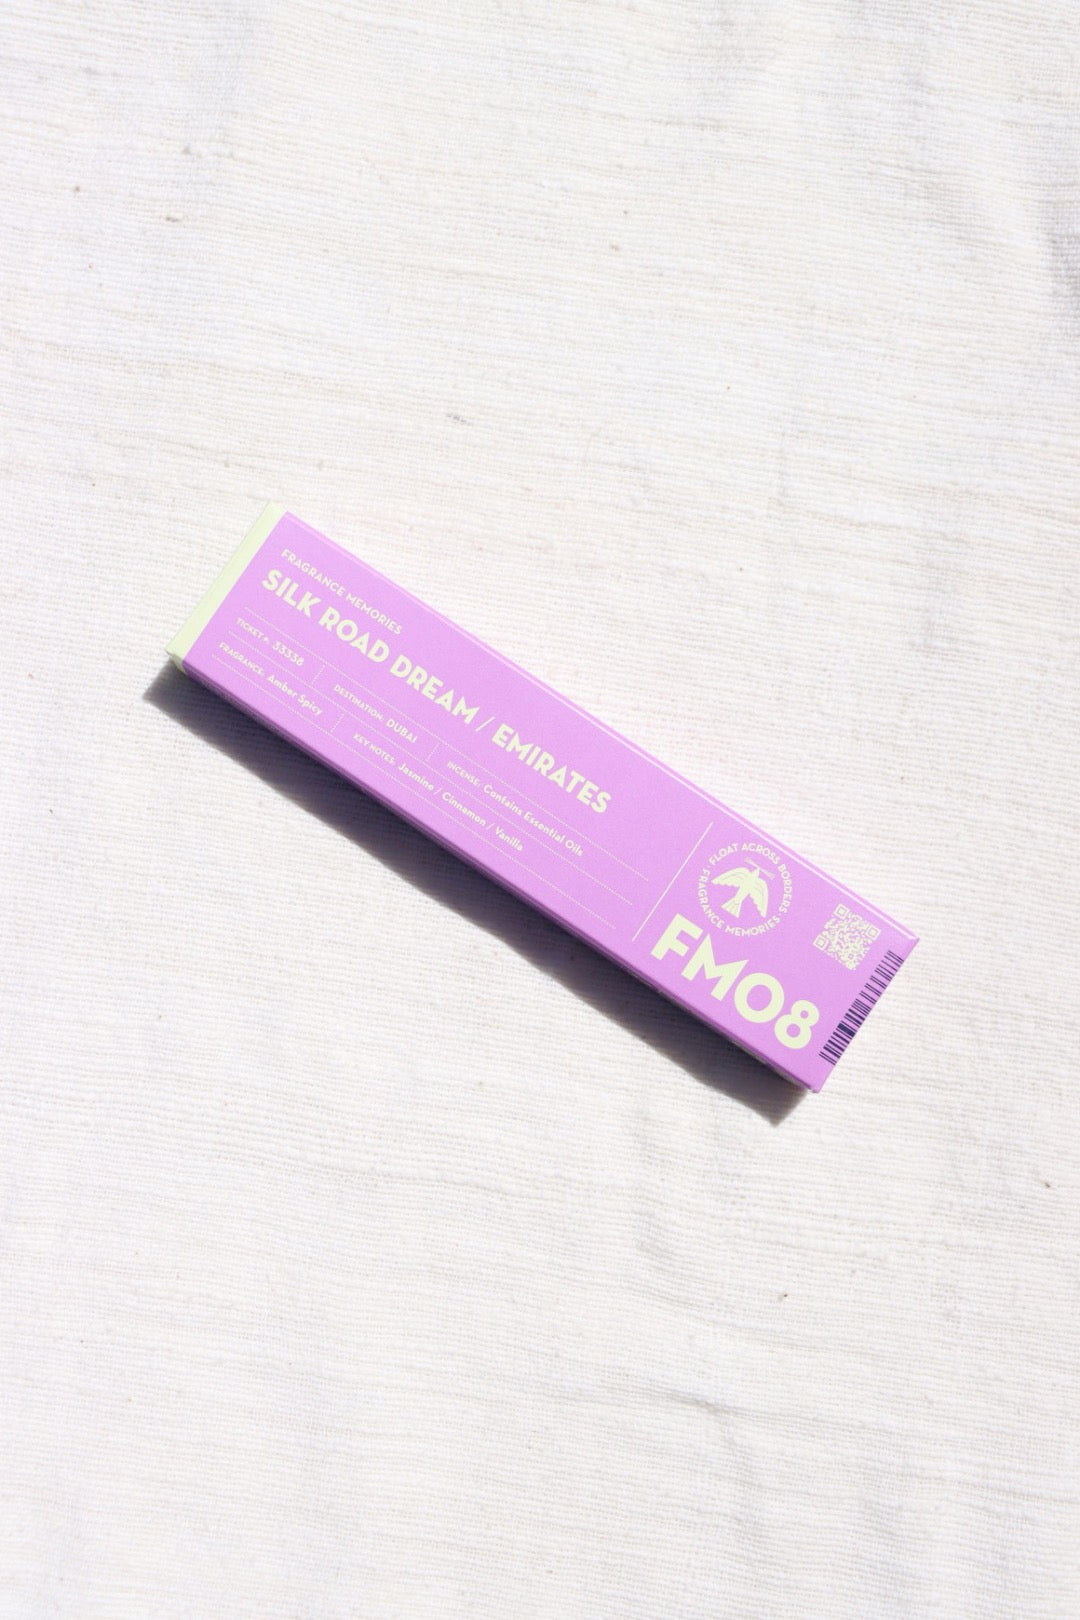 FRAGRANCE MEMORIES
SILK ROAD DREAM / EMIRATES
TICKET #: 33338
DESTINATION: DUBAI
INCENSE: Contains Essential Oils
FRAGRANCE: Amber Spicy
KEY NOTES: Jasmine / Cinnamon / Vanilla
FLOAT ACROSS BORDERS
FRAGRANCE MEMORIES
FM08